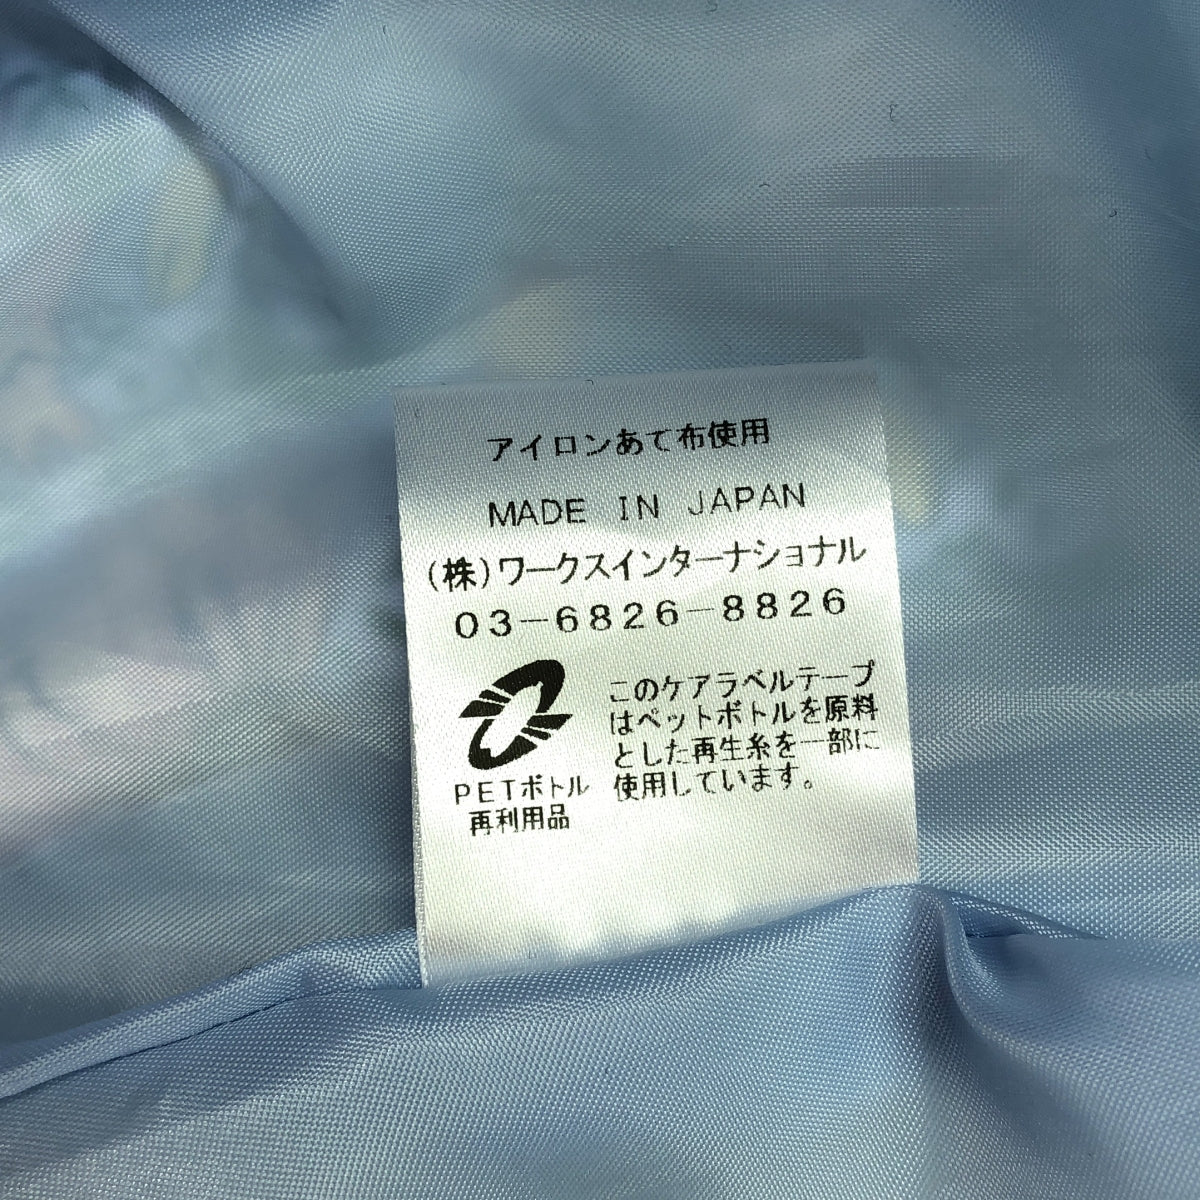 アイロンあて布使用
MADE IN JAPAN
(株)ワークスインターナショナル
03-6826-8826
このケアラベルテープ
はペットボトルを原料
とした再生糸を一部に
使用しています。
PETボトル
再利用品